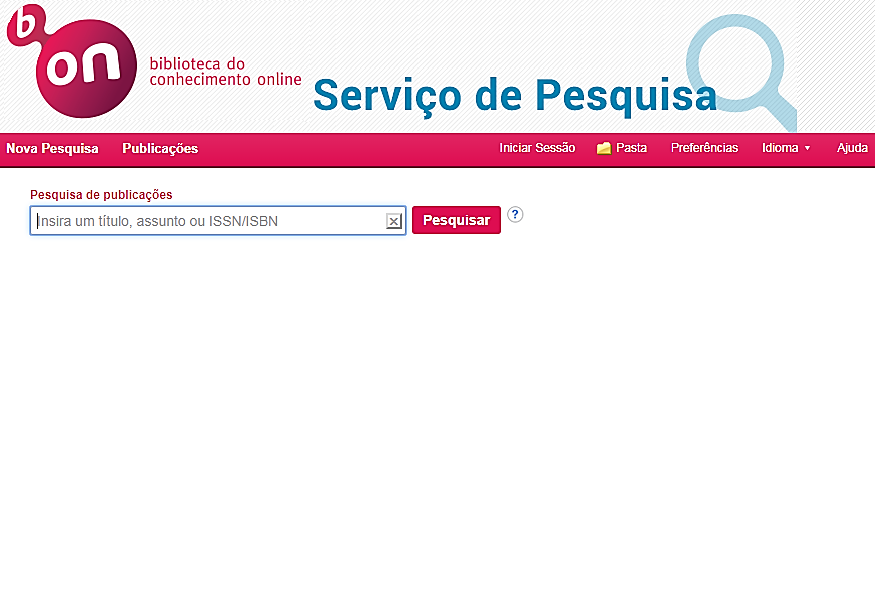 b
on
biblioteca do
conhecimento online
Serviço de Pesquisa
Nova Pesquisa Publicações Iniciar Sessão Pasta Preferências Idioma Ajuda
Pesquisa de publicações
Insira um título, assunto ou ISSN/ISBN Pesquisar ?